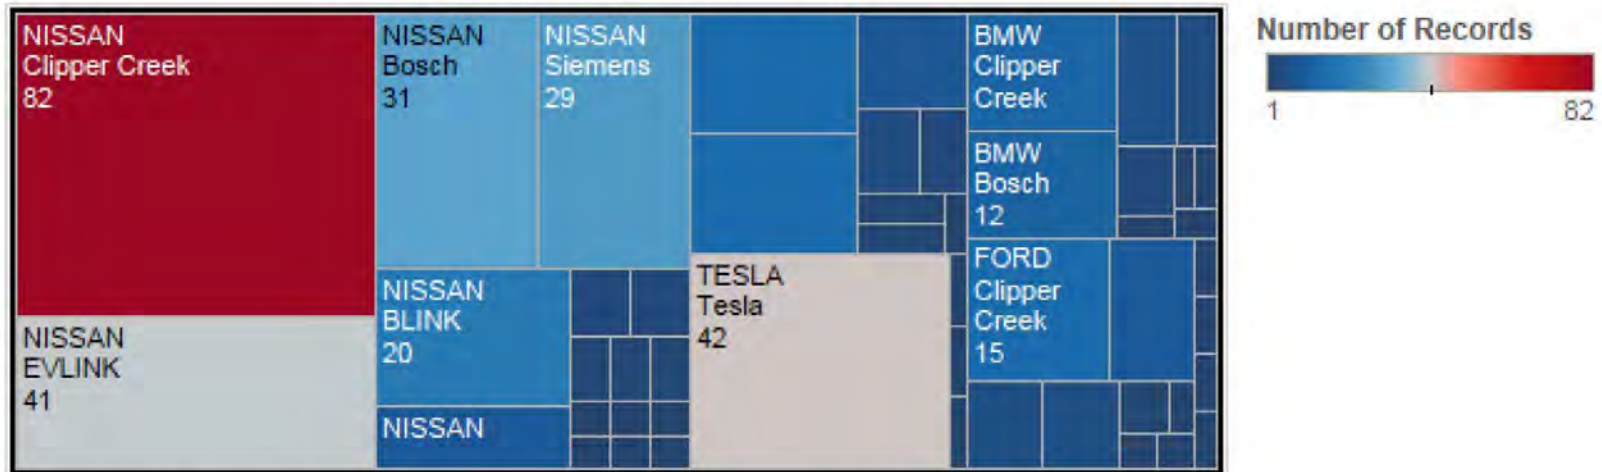 NISSAN
Clipper Creek
82
NISSAN
EVLINK
41
NISSAN
Bosch
31
NISSAN
Siemens
29
NISSAN
BLINK
20
NISSAN
TESLA
Tesla
42
BMW
Clipper
Creek
BMW
Bosch
12
FORD
Clipper
Creek
15
Number of Records
1
82